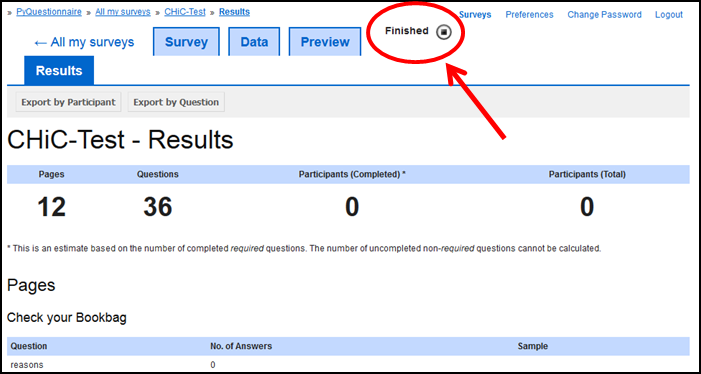 » PyQuestionnaire » All my surveys » CHiC-Test » Results
Surveys Preferences Change Password Logout
← All my surveys Survey Data Preview Finished
Results
Export by Participant Export by Question
CHiC-Test - Results
Pages Questions Participants (Completed) * Participants (Total)
12 36 0 0
* This is an estimate based on the number of completed required questions. The number of uncompleted non-required questions cannot be calculated.
Pages
Check your Bookbag
Question No. of Answers Sample
reasons 0